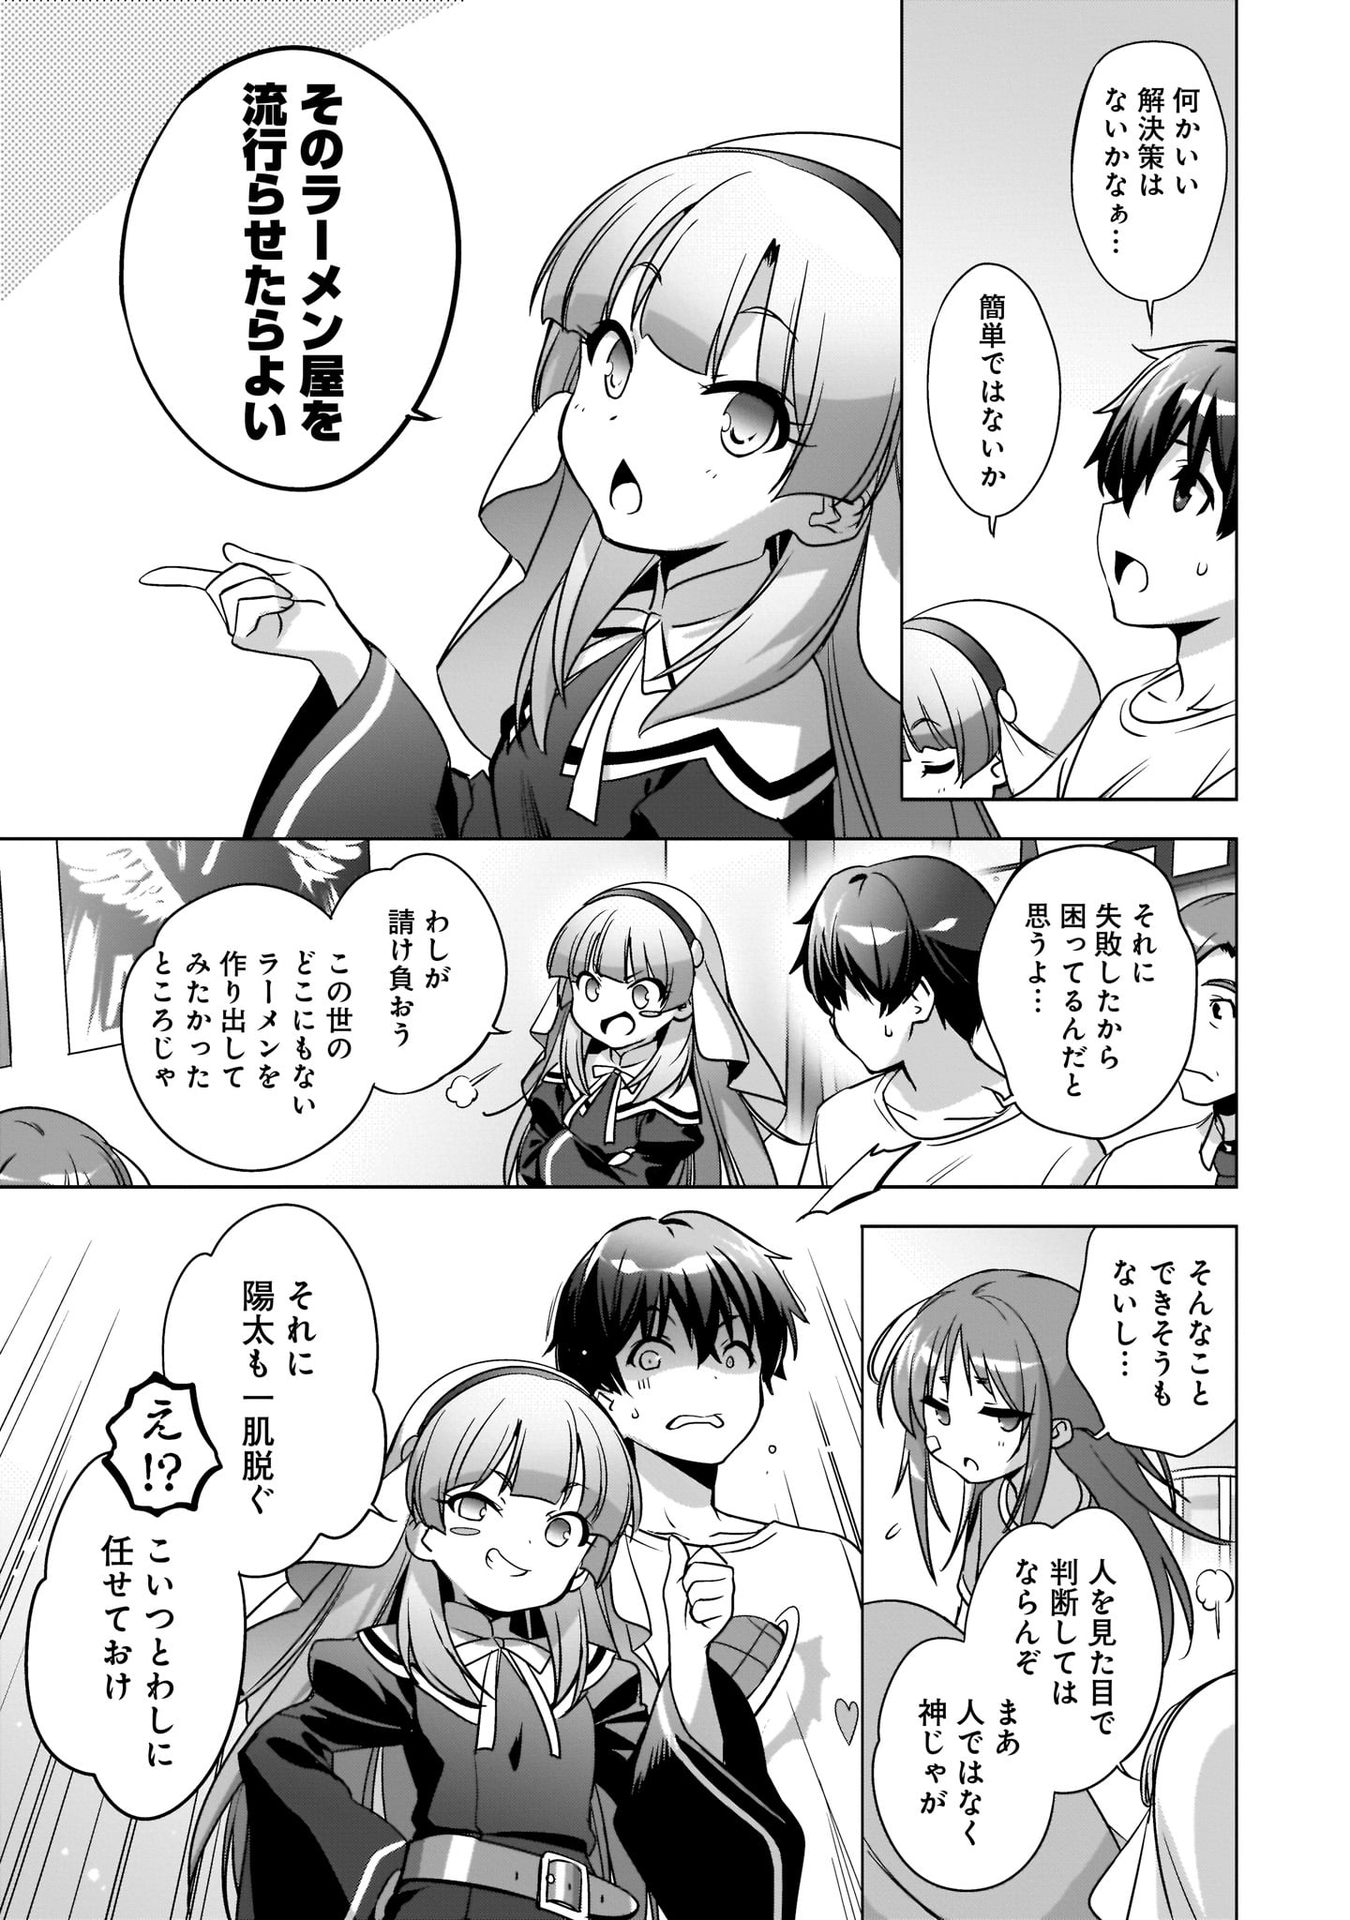 何かいい
解決策は
ないかなぁ…
簡単ではないか
そのラーメン屋を
流行らせたらよい
それに
失敗したから
困ってるんだと
思うよ…
わしが
請け負おう
この世の
どこにもない
ラーメンを
作り出して
みたかった
ところじゃ
そんなこと
できそうも
ないし…
人を見た目で
判断しては
ならんぞ
まあ
人ではなく
神じゃが
それに
陽太も一肌脱ぐ
え!?
こいつとわしに
任せておけ